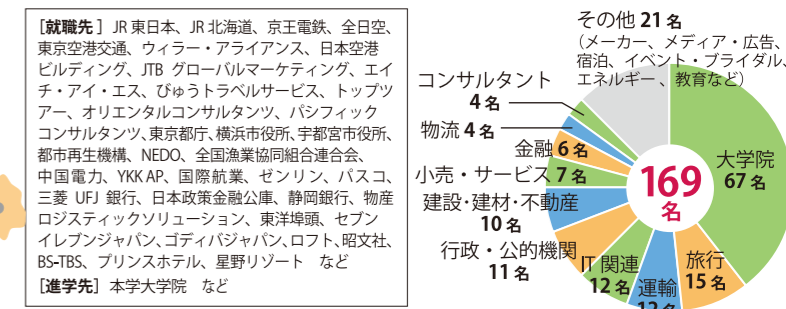 [就職先] JR東日本、JR北海道、京王電鉄、全日空、
東京空港交通、ウィラー・アライアンス、日本空港
ビルディング、JTB グローバルマーケティング、エイ
チ・アイ・エス、びゅうトラベルサービス、トップツ
アー、オリエンタルコンサルタンツ、パシフィック
コンサルタンツ、東京都庁、横浜市役所、宇都宮市役所、
都市再生機構、NEDO、全国漁業協同組合連合会、
中国電力、YKK AP、国際航業、ゼンリン、パスコ、
三菱 UFJ 銀行、日本政策金融公庫、静岡銀行、物産
ロジスティックソリューション、東洋埠頭、セブン
イレブンジャパン、ゴディバジャパン、ロフト、昭文社、
BS-TBS、プリンスホテル、星野リゾート など
[進学先] 本学大学院 など
その他 21 名
（メーカー、メディア・広告、
宿泊、イベント・ブライダル、
エネルギー、教育など）
コンサルタント
4 名
物流 4 名
金融 6 名
小売・サービス 7 名
建設・建材・不動産
10 名
行政・公的機関
11 名
IT 関連
12 名
運輸
旅行
15 名
大学院
67 名
169
名